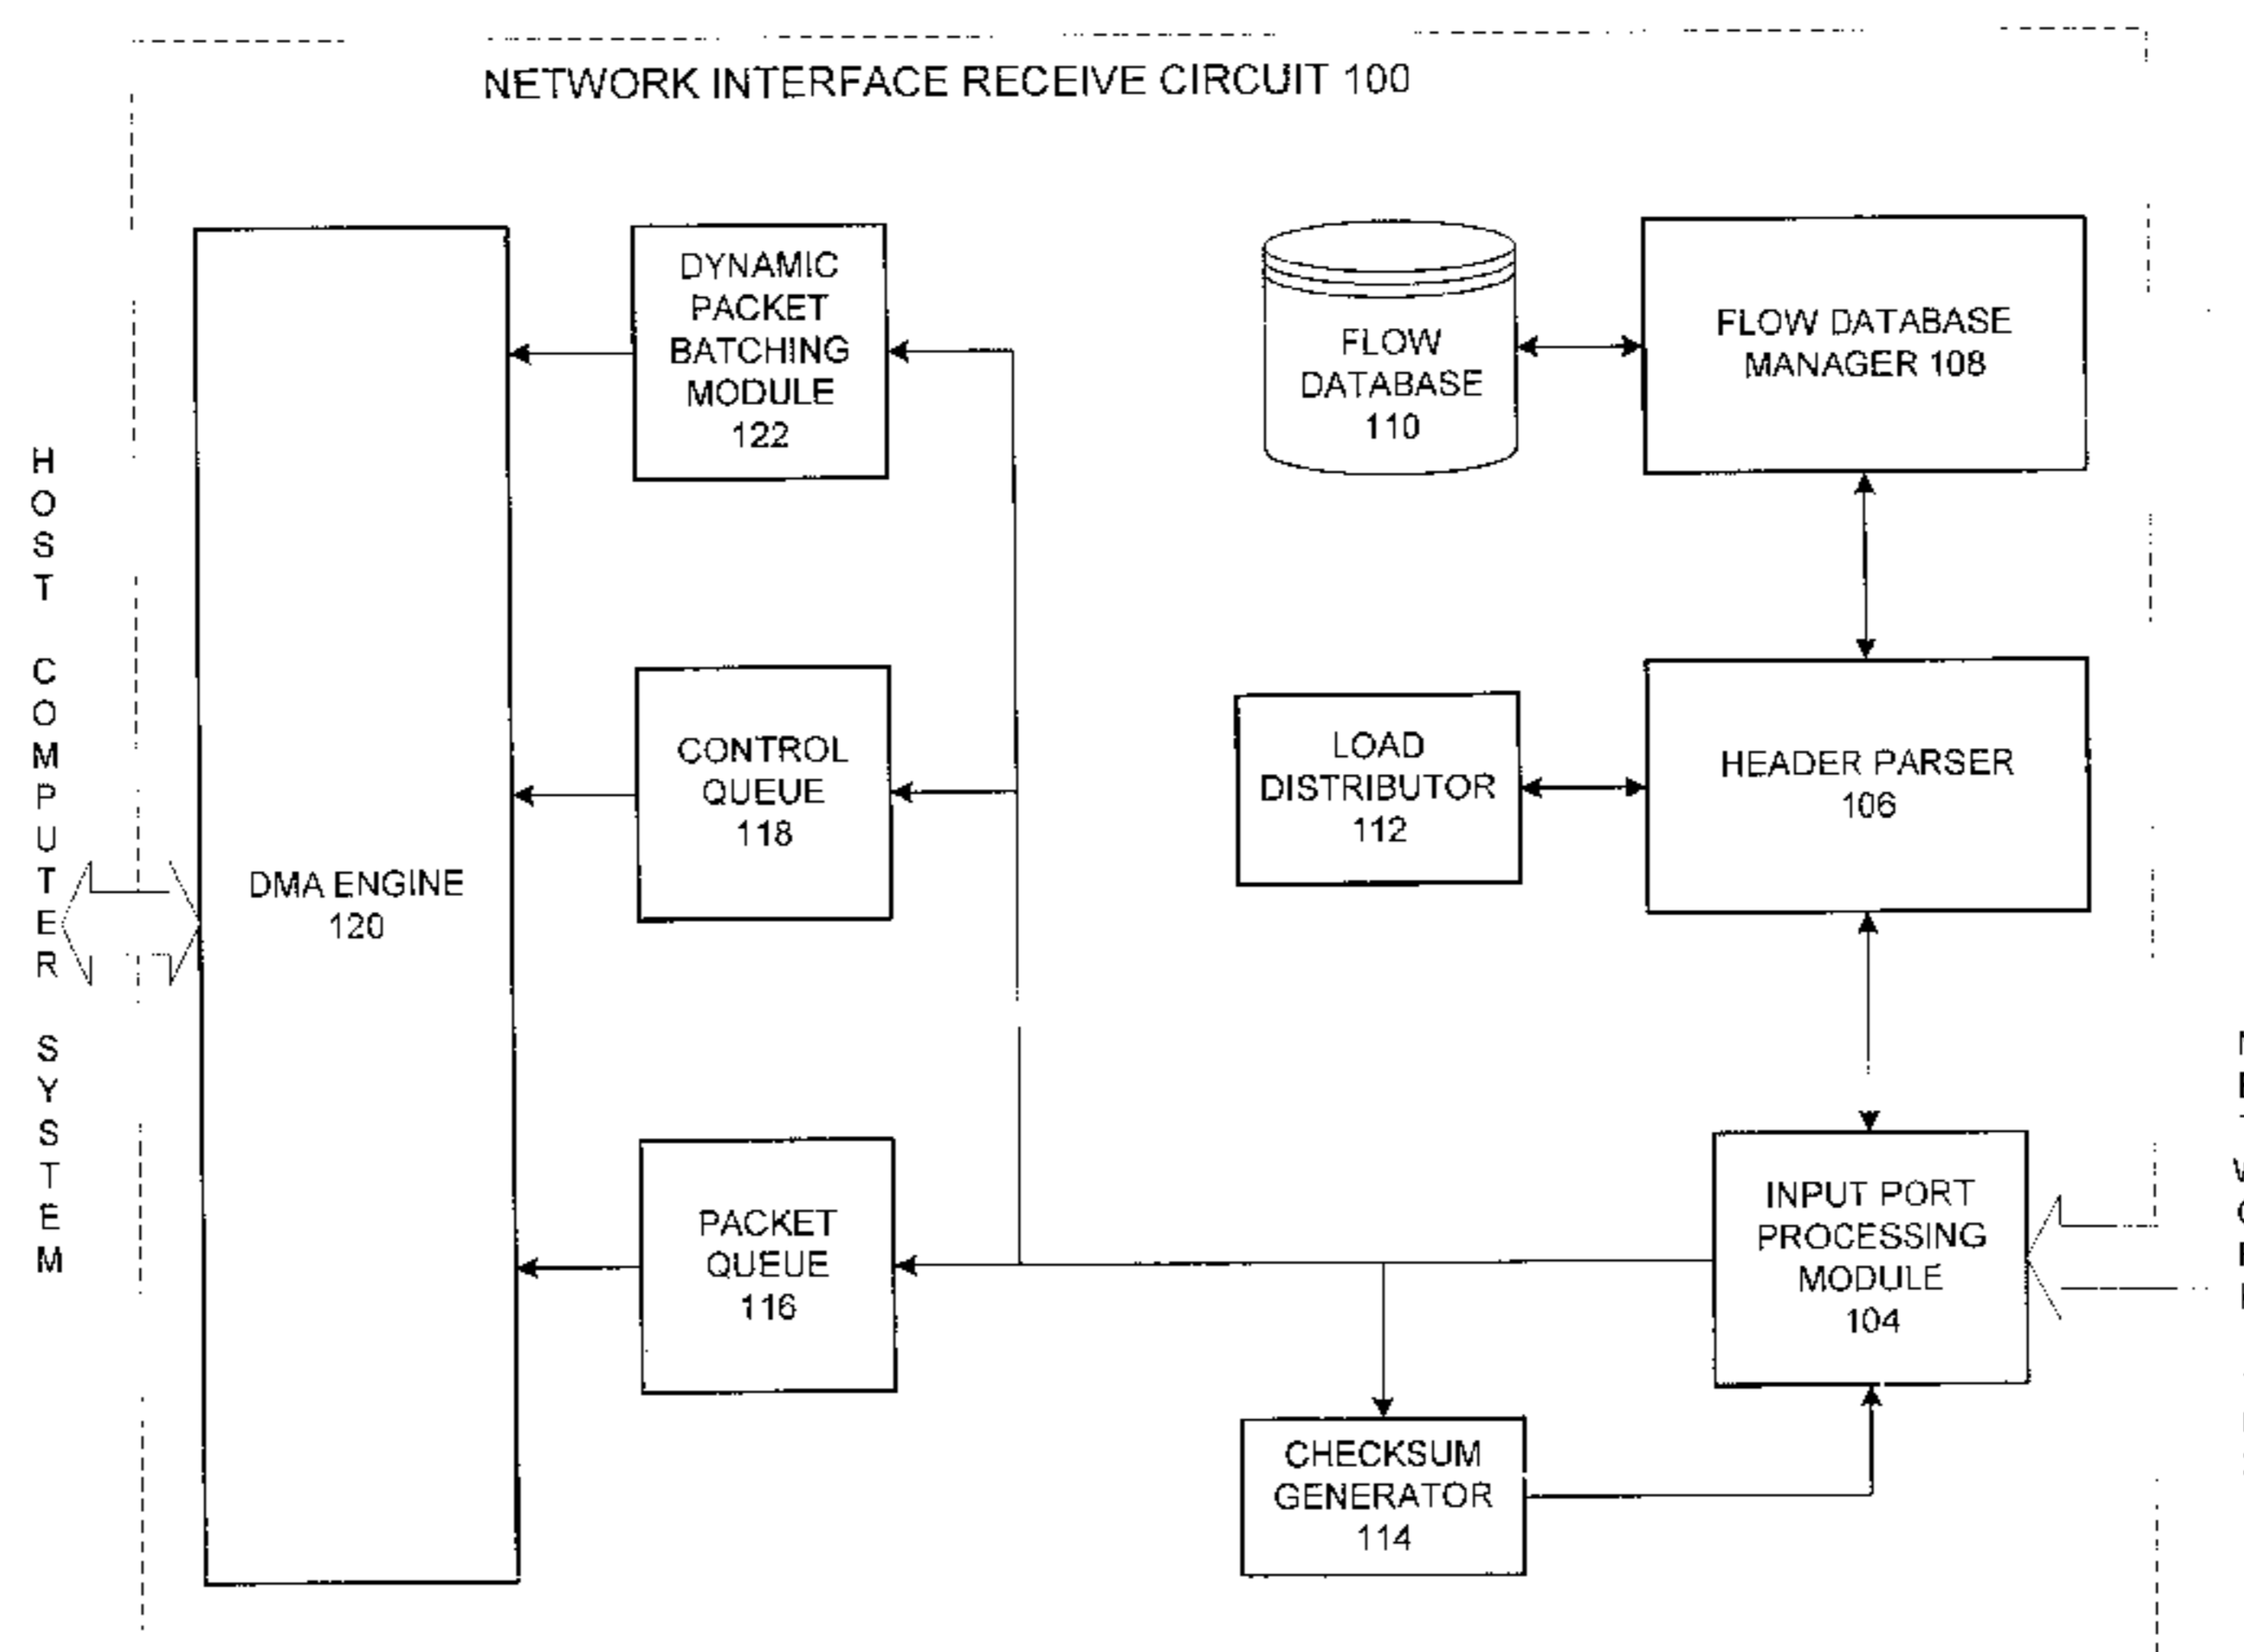 NETWORK INTERFACE RECEIVE CIRCUIT 100
HOST COMPUTER SYSTEM
DMA ENGINE
120
DYNAMIC
PACKET
BATCHING
MODULE
122
CONTROL
QUEUE
118
PACKET
QUEUE
116
FLOW
DATABASE
110
FLOW DATABASE
MANAGER 108
LOAD
DISTRIBUTOR
112
HEADER PARSER
106
INPUT PORT
PROCESSING
MODULE
104
CHECKSUM
GENERATOR
114